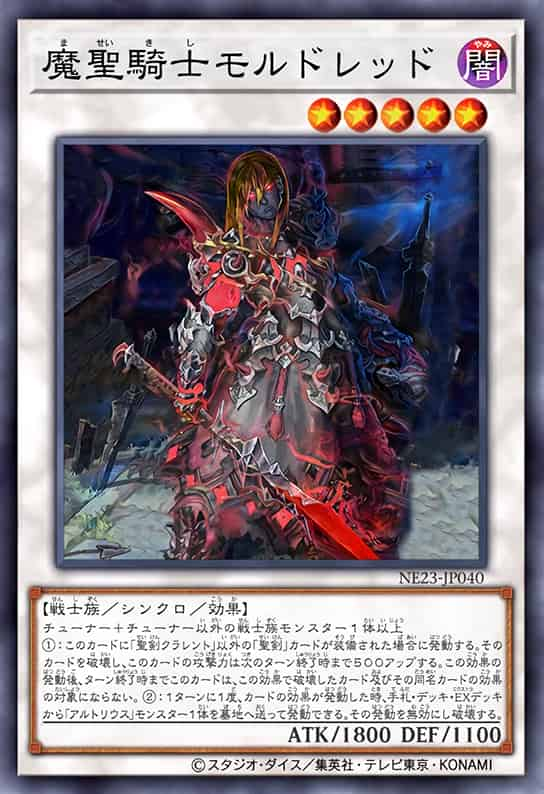 魔聖騎士モルドレッド
闇
NE23-JP040
【戦士族／シンクロ／効果】
チューナー＋チューナー以外の戦士族モンスター１体以上
①：このカードに「聖剣クラレント」以外の「聖剣」カードが装備された場合に発動する。その
カードを破壊し、このカードの攻撃力は次のターン終了時まで５００アップする。この効果の
発動後、ターン終了時までこのカードは、この効果で破壊したカード及びその同名カードの効果
の対象にならない。②：１ターンに１度、カードの効果が発動した時、手札・デッキ・EXデッキ
から「アルトリウス」モンスター１体を墓地へ送って発動できる。その発動を無効にし破壊する。
ATK/1800 DEF/1100
©スタジオ・ダイス／集英社・テレビ東京・KONAMI